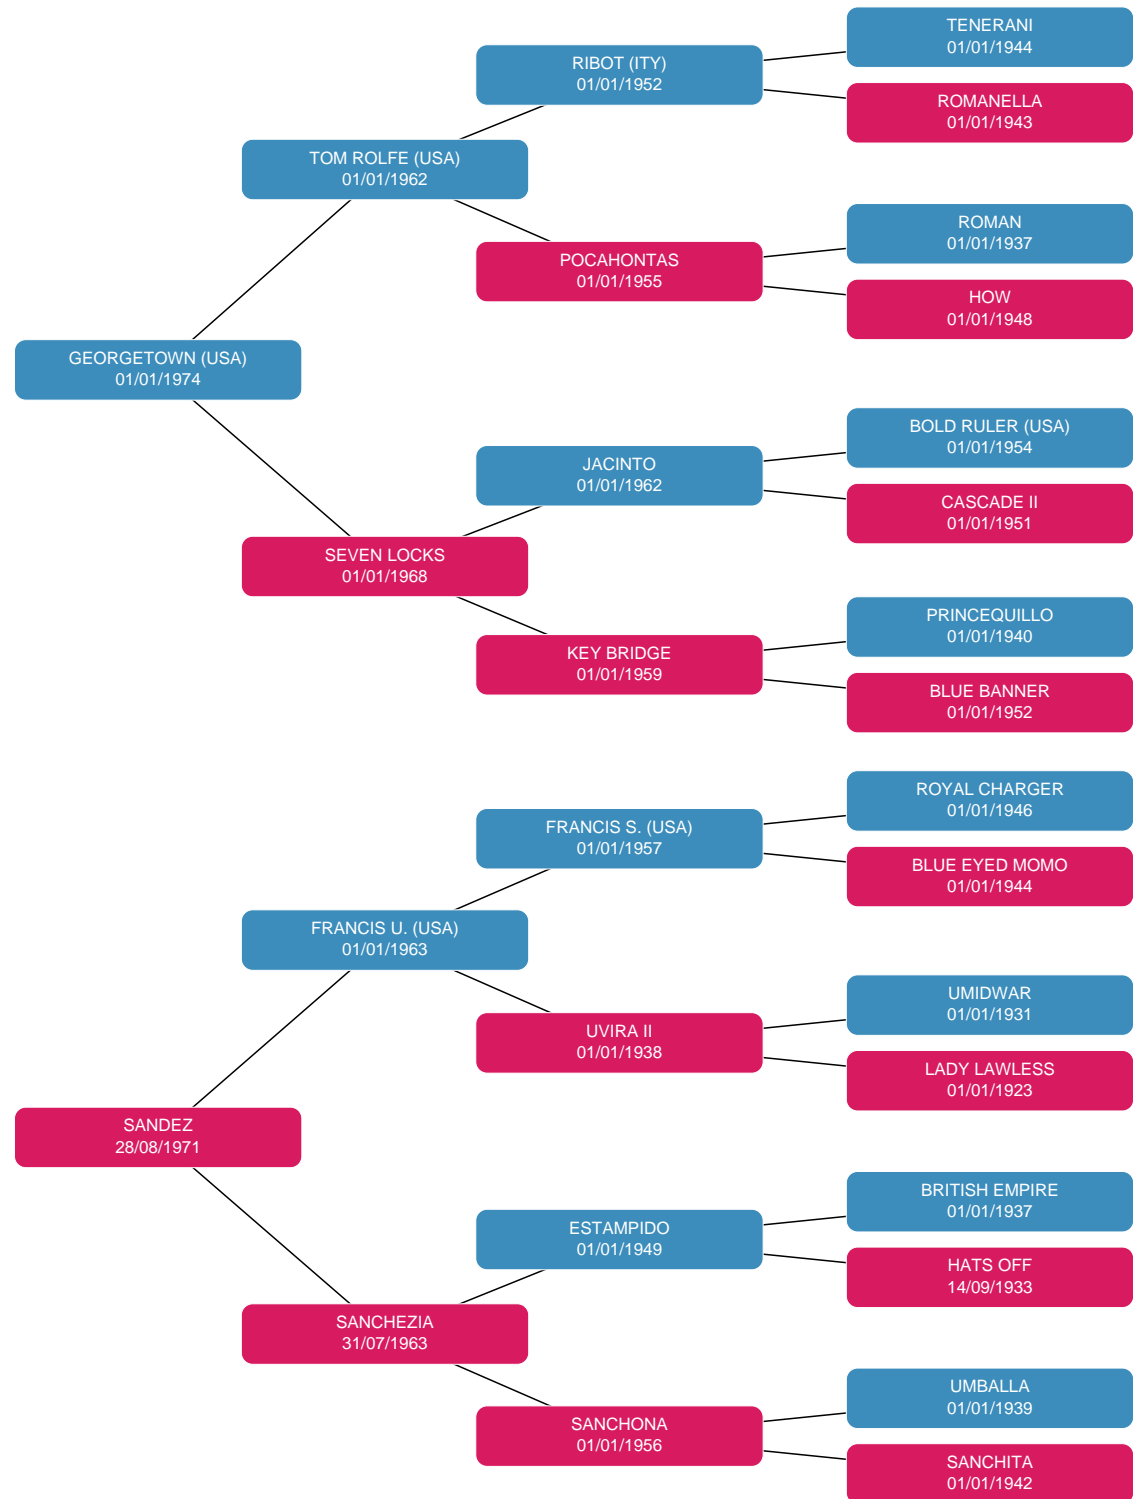 TENERANI
01/01/1944
RIBOT (ITY)
01/01/1952
ROMANELLA
01/01/1943
TOM ROLFE (USA)
01/01/1962
ROMAN
01/01/1937
POCAHONTAS
01/01/1955
HOW
01/01/1948
GEORGETOWN (USA)
01/01/1974
BOLD RULER (USA)
01/01/1954
JACINTO
01/01/1962
CASCADE II
01/01/1951
SEVEN LOCKS
01/01/1968
PRINCEQUILLO
01/01/1940
KEY BRIDGE
01/01/1959
BLUE BANNER
01/01/1952
ROYAL CHARGER
01/01/1946
FRANCIS S. (USA)
01/01/1957
BLUE EYED MOMO
01/01/1944
FRANCIS U. (USA)
01/01/1963
UMIDWAR
01/01/1931
UVIRA II
01/01/1938
LADY LAWLESS
01/01/1923
SANDEZ
28/08/1971
BRITISH EMPIRE
01/01/1937
ESTAMPIDO
01/01/1949
HATS OFF
14/09/1933
SANCHEZIA
31/07/1963
UMBALLA
01/01/1939
SANCHONA
01/01/1956
SANCHITA
01/01/1942